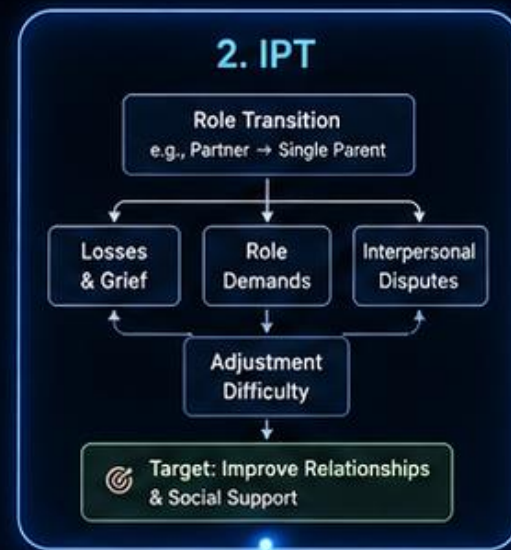 2. IPT
Role Transition
e.g., Partner → Single Parent
Losses
& Grief
Role
Demands
Interpersonal
Disputes
Adjustment
Difficulty
Target: Improve Relationships
& Social Support